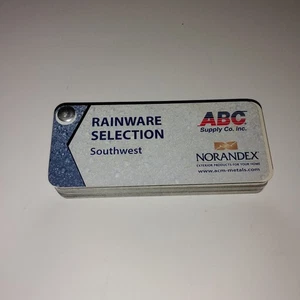 RAINWARE
SELECTION
Southwest
ABC
Supply Co. Inc.
NORANDEX
EXTERIOR PRODUCTS FOR YOUR HOME
www.acm-metals.com